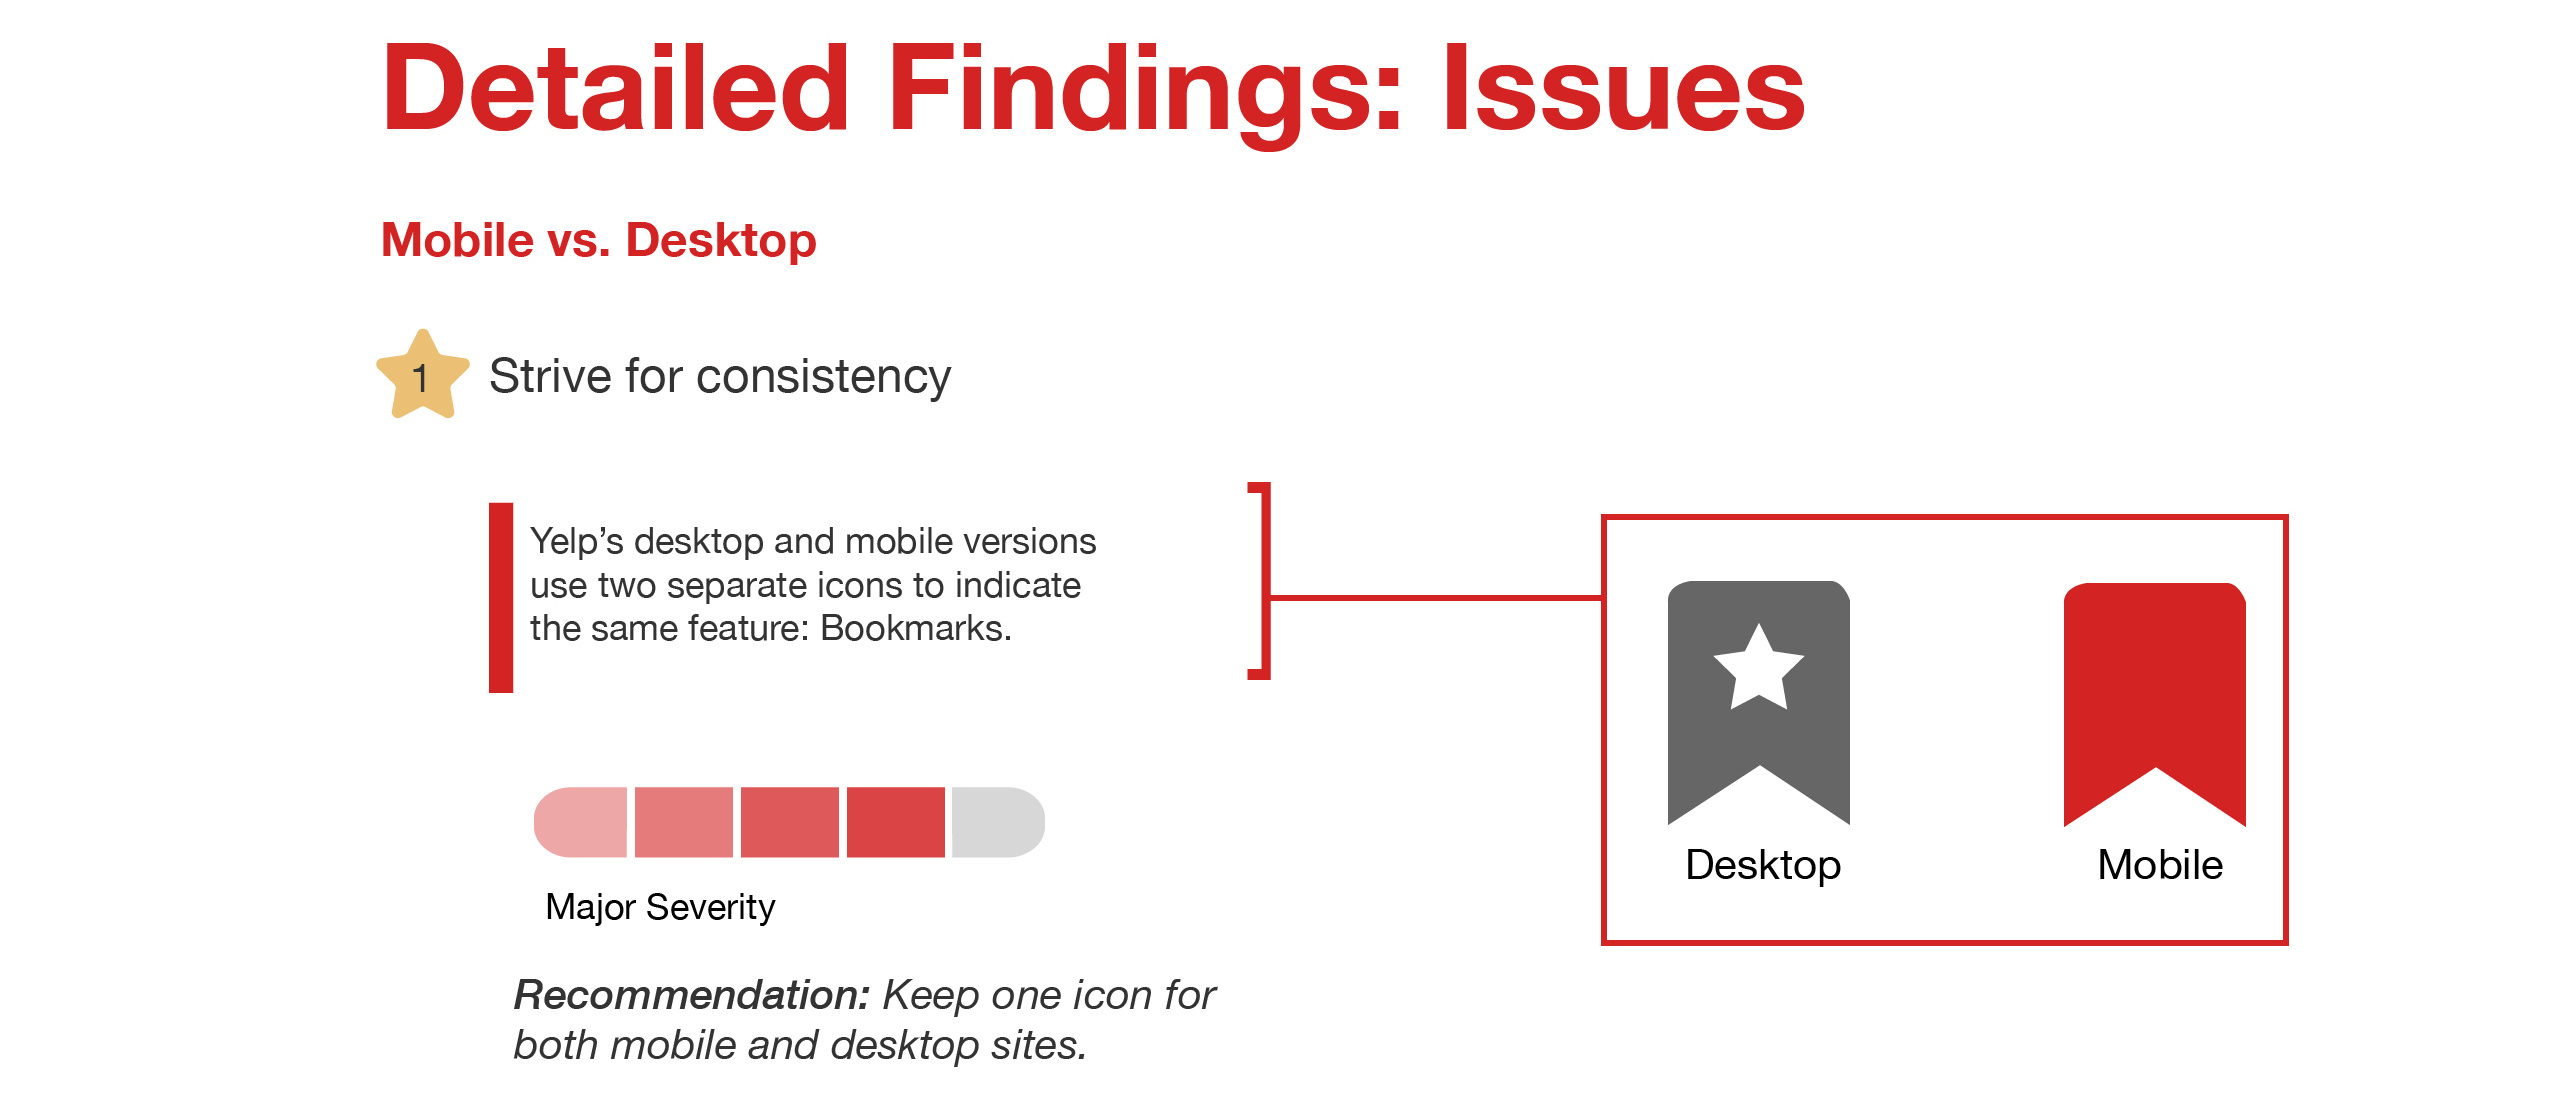 Detailed Findings: Issues
Mobile vs. Desktop
1 Strive for consistency
Yelp’s desktop and mobile versions
use two separate icons to indicate
the same feature: Bookmarks.
Desktop
Mobile
Major Severity
Recommendation: Keep one icon for
both mobile and desktop sites.